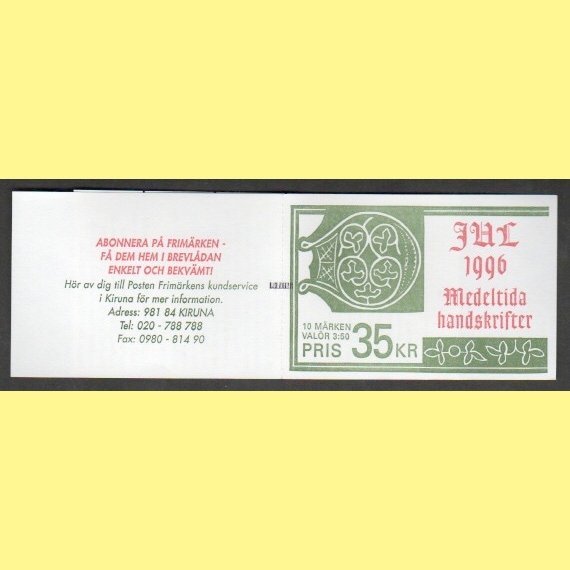 ABONNERA PÅ FRIMÄRKEN -
FÅ DEM HEM I BREVLÅDAN
ENKELT OCH BEKVÄMT!
Hör av dig till Posten Frimärkens kundservice
i Kiruna för mer information.
Adress: 981 84 KIRUNA
Tel: 020 - 788 788
Fax: 0980 - 814 90
JUL
1996
Medeltida
handskrifter
10 MÄRKEN
VALÖR 3:50
PRIS 35 KR